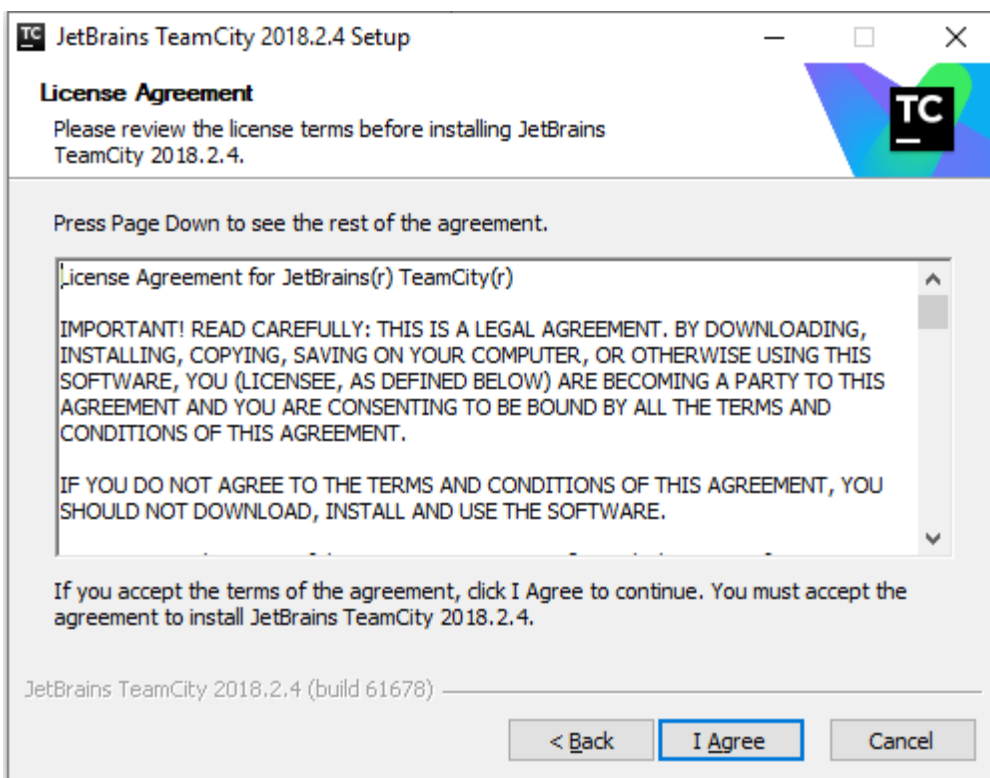 TC JetBrains TeamCity 2018.2.4 Setup
License Agreement
TC
Please review the license terms before installing JetBrains
TeamCity 2018.2.4.
Press Page Down to see the rest of the agreement.
License Agreement for JetBrains(r) TeamCity(r)
IMPORTANT! READ CAREFULLY: THIS IS A LEGAL AGREEMENT. BY DOWNLOADING,
INSTALLING, COPYING, SAVING ON YOUR COMPUTER, OR OTHERWISE USING THIS
SOFTWARE, YOU (LICENSEE, AS DEFINED BELOW) ARE BECOMING A PARTY TO THIS
AGREEMENT AND YOU ARE CONSENTING TO BE BOUND BY ALL THE TERMS AND
CONDITIONS OF THIS AGREEMENT.
IF YOU DO NOT AGREE TO THE TERMS AND CONDITIONS OF THIS AGREEMENT, YOU
SHOULD NOT DOWNLOAD, INSTALL AND USE THE SOFTWARE.
If you accept the terms of the agreement, click I Agree to continue. You must accept the
agreement to install JetBrains TeamCity 2018.2.4.
JetBrains TeamCity 2018.2.4 (build 61678)
< Back I Agree Cancel